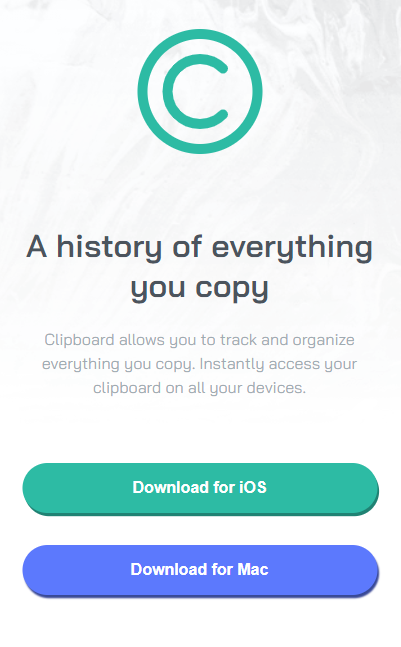 A history of everything
you copy
Clipboard allows you to track and organize
everything you copy. Instantly access your
clipboard on all your devices.
Download for iOS
Download for Mac